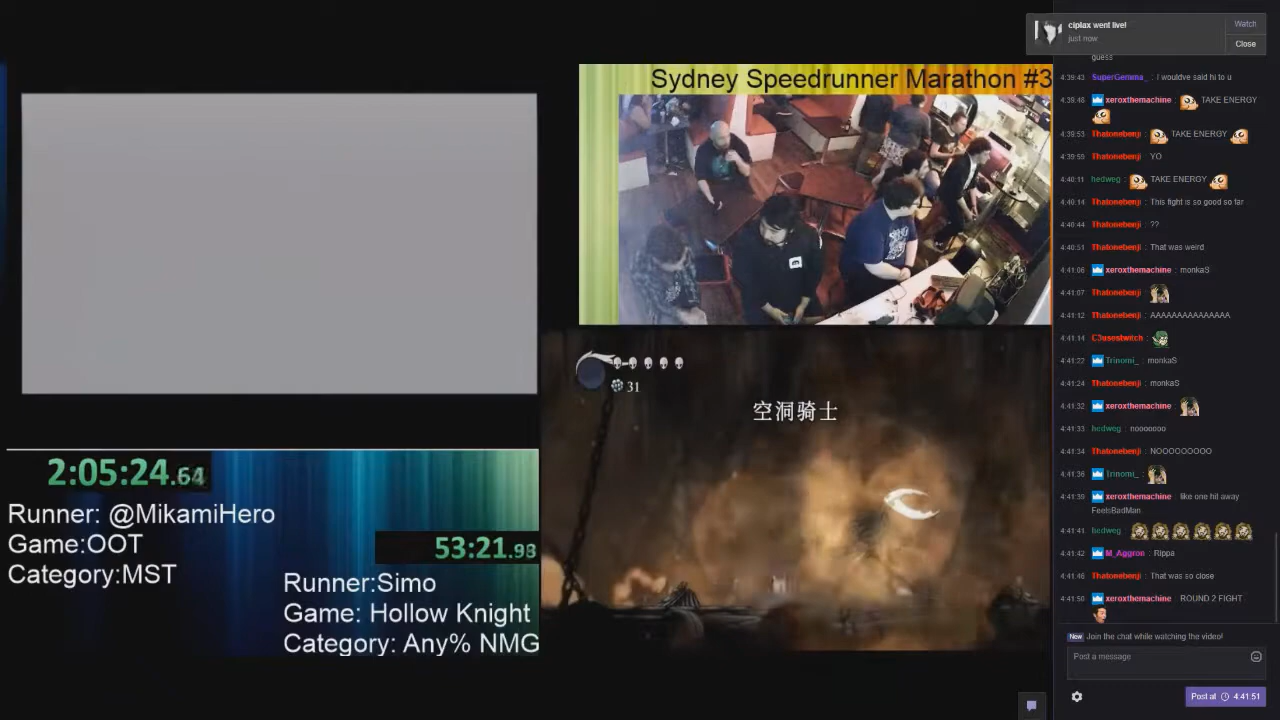 Sydney Speedrunner Marathon #3
31
空洞骑士
2:05:24.64
Runner: @MikamiHero
Game:OOT
Category:MST
53:21.98
Runner:Simo
Game: Hollow Knight
Category: Any% NMG
ciplax went live!
just now
Watch
Close
guess
4:39:43 SuperGemma_ : I wouldve said hi to u
4:39:48 xeroxthemachine TAKE ENERGY
4:39:53 Thatonebenji : TAKE ENERGY
4:39:59 Thatonebenji : YO
4:40:11 hedweg : TAKE ENERGY
4:40:14 Thatonebenji : This fight is so good so far
4:40:44 Thatonebenji : ??
4:40:51 Thatonebenji : That was weird
4:41:06 xeroxthemachine : monkaS
4:41:07 Thatonebenji :
4:41:12 Thatonebenji : AAAAAAAAAAAAAAA
4:41:14 CJusestwitch :
4:41:22 Trinomi_ : monkaS
4:41:24 Thatonebenji : monkaS
4:41:32 xeroxthemachine :
4:41:33 hedweg : nooooooo
4:41:34 Thatonebenji : NOOOOOOOOO
4:41:36 Trinomi_ :
4:41:39 xeroxthemachine like one hit away
FeelsBadMan
4:41:41 hedweg
4:41:42 M_Aggron : Rippa
4:41:46 Thatonebenji : That was so close
4:41:50 xeroxthemachine : ROUND 2 FIGHT
New Join the chat while watching the video!
Post a message
Post at 4:41:51